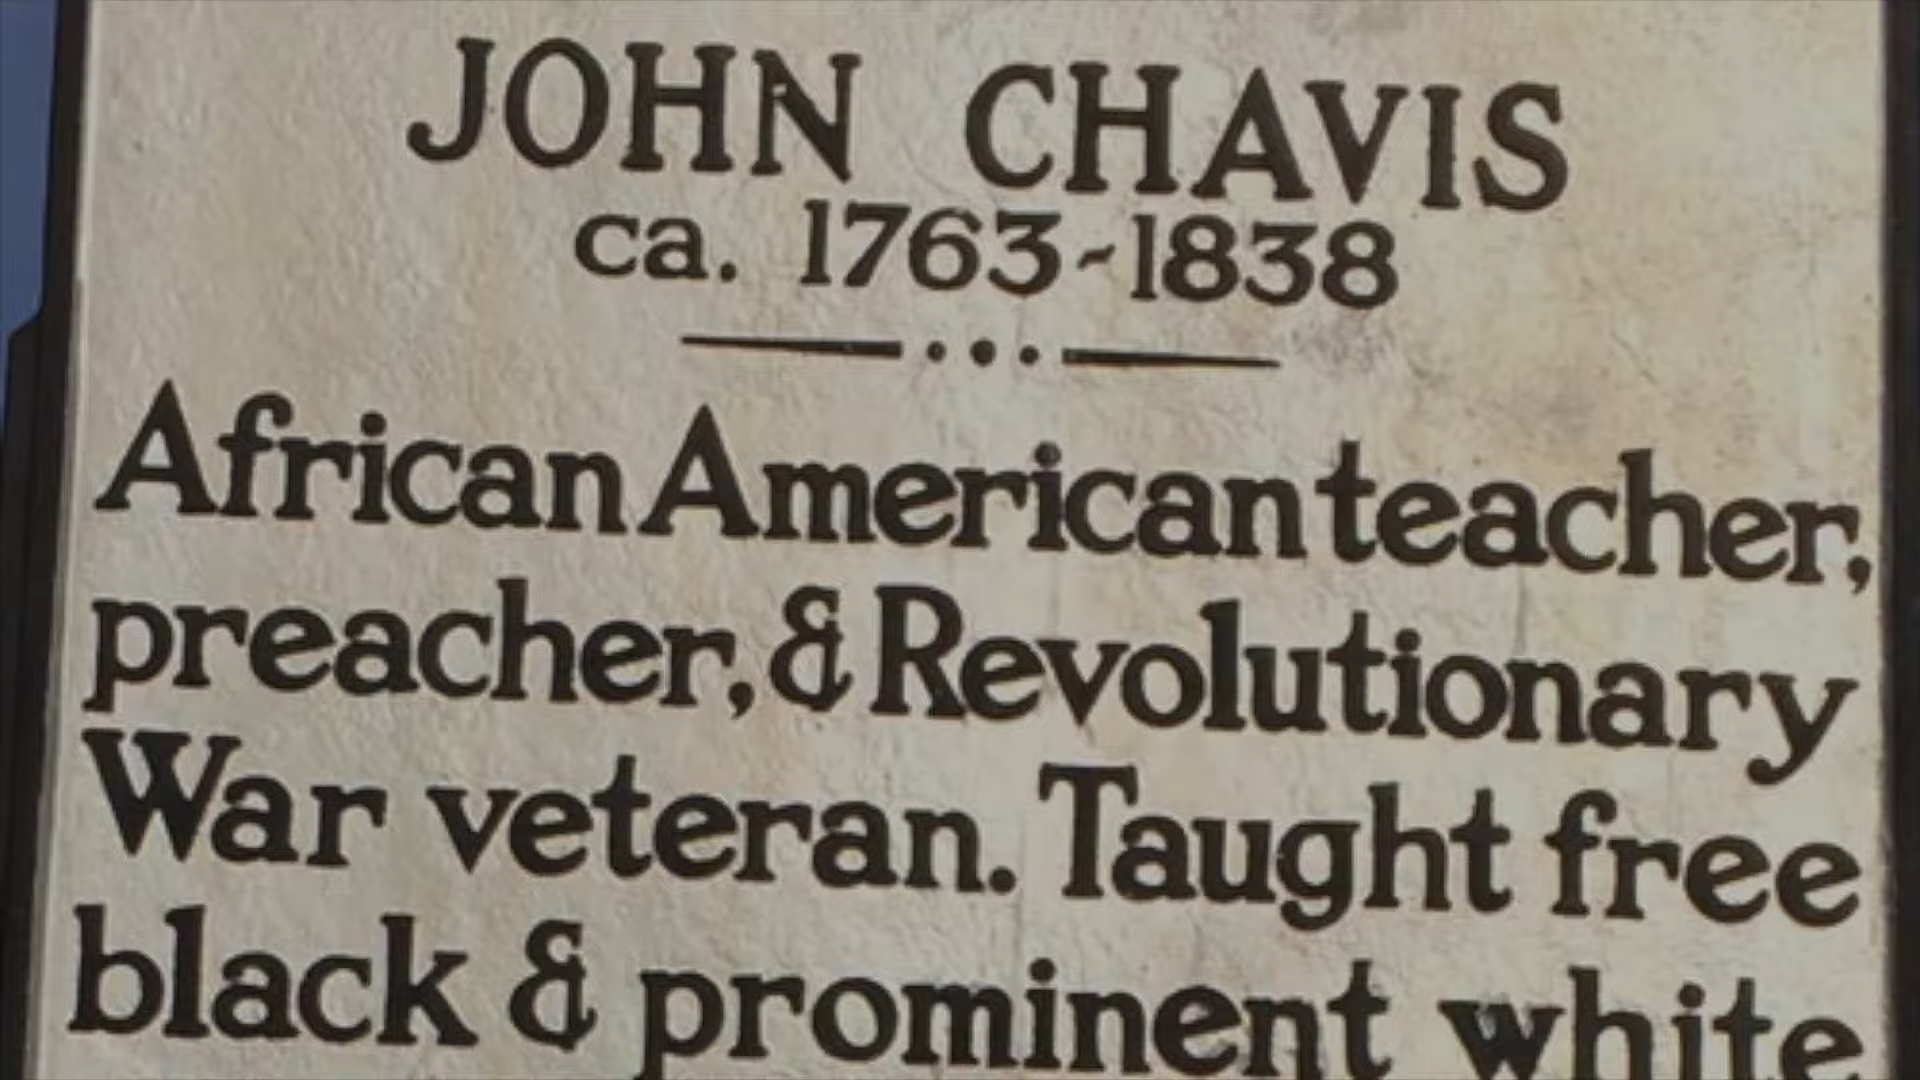 JOHN CHAVIS
ca. 1763-1838
African American teacher,
preacher, & Revolutionary
War veteran. Taught free
black & prominent white